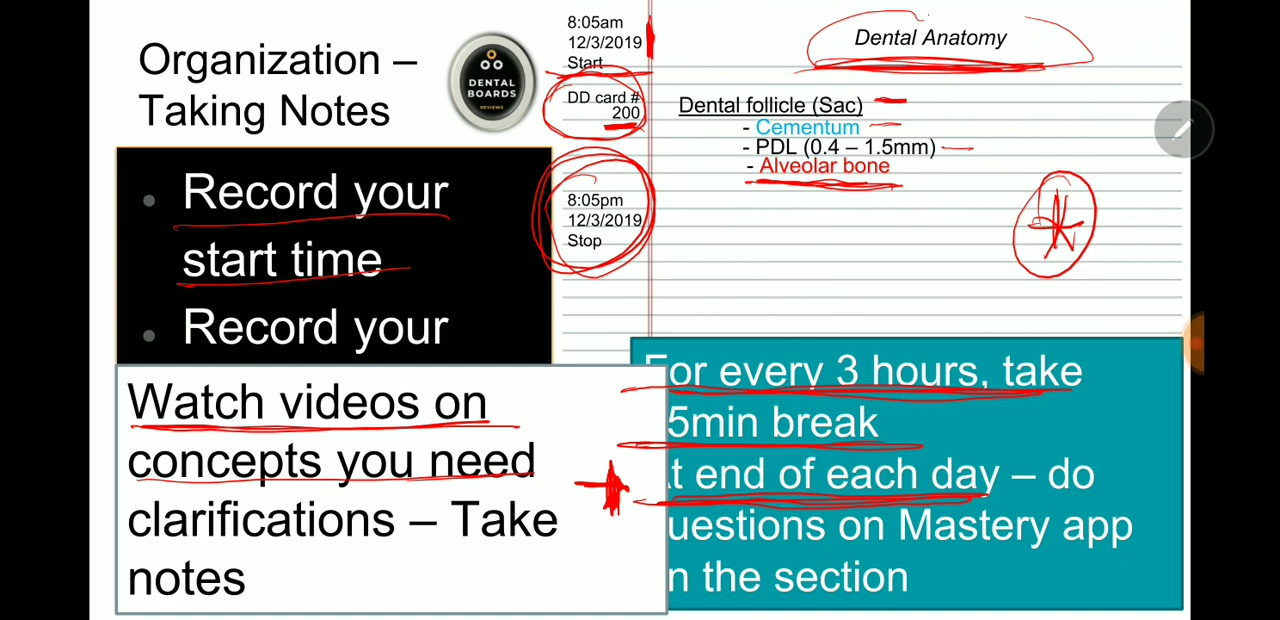 Organization –
Taking Notes
DENTAL
BOARDS
REVIEWS
Record your
start time
Record your
Watch videos on
concepts you need
clarifications – Take
notes
8:05am
12/3/2019
Start
DD card #
200
8:05pm
12/3/2019
Stop
Dental Anatomy
Dental follicle (Sac)
- Cementum
- PDL (0.4 – 1.5mm)
- Alveolar bone
For every 3 hours, take
5min break
end of each day – do
on Mastery app
the section